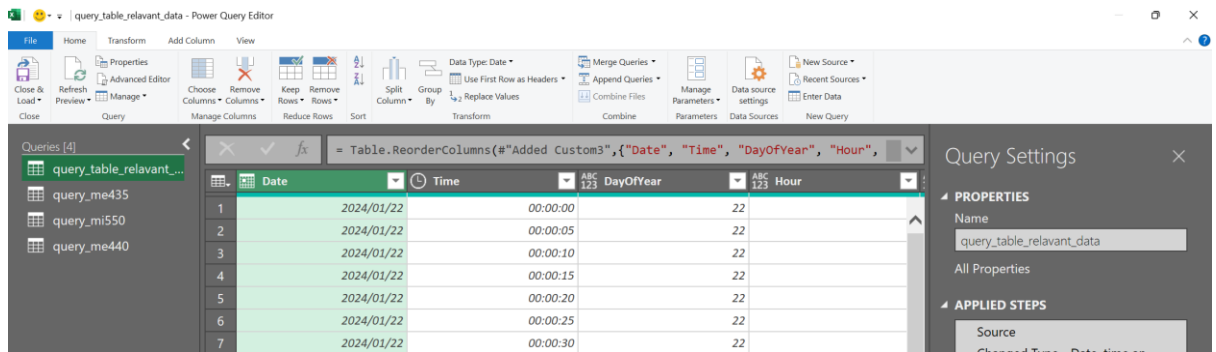 query_table_relavant_data - Power Query Editor
File Home Transform Add Column View
Close & Load
Refresh Preview
Properties
Advanced Editor
Manage
Choose Columns
Remove Columns
Keep Rows
Remove Rows
Split Column
Group By
Data Type: Date
Use First Row as Headers
1 2 Replace Values
Merge Queries
Append Queries
Combine Files
Manage Parameters
Data source settings
New Source
Recent Sources
Enter Data
Close Query Manage Columns Reduce Rows Sort Transform Combine Parameters Data Sources New Query
Queries [4]
query_table_relavant_...
query_me435
query_mi550
query_me440
fx = Table.ReorderColumns(#"Added Custom3",{"Date", "Time", "DayOfYear", "Hour",
Date Time ABC 123 DayOfYear ABC 123 Hour
1 2024/01/22 00:00:00 22
2 2024/01/22 00:00:05 22
3 2024/01/22 00:00:10 22
4 2024/01/22 00:00:15 22
5 2024/01/22 00:00:20 22
6 2024/01/22 00:00:25 22
7 2024/01/22 00:00:30 22
Query Settings
PROPERTIES
Name
query_table_relavant_data
All Properties
APPLIED STEPS
Source